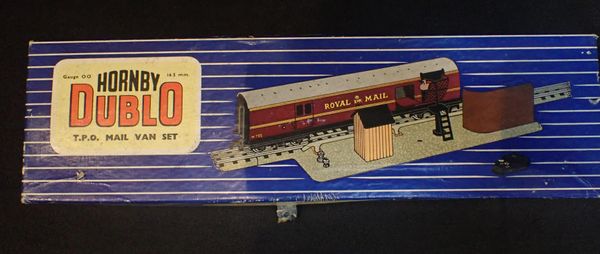 Gauge OO 16.5 mm.
HORNBY
DUBLO
T.P.O. MAIL VAN SET
ROYAL MAIL